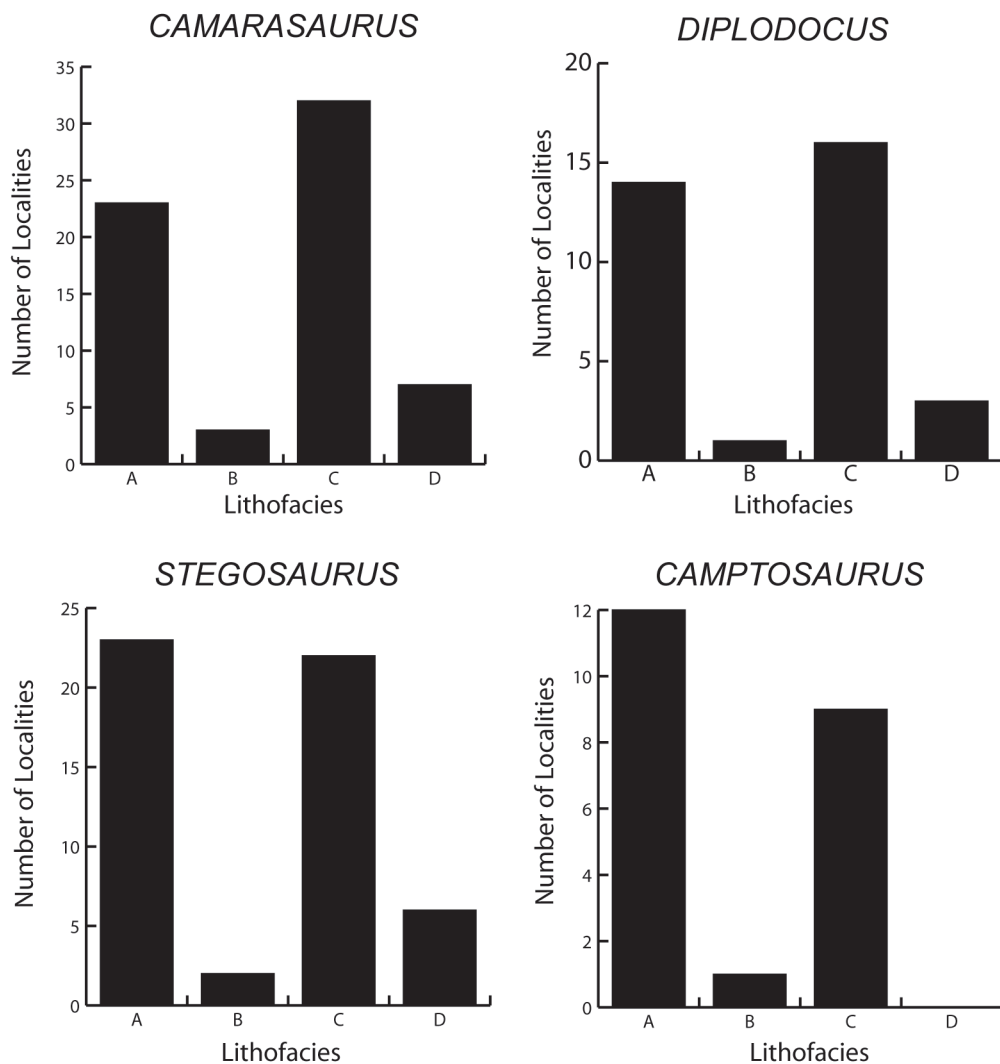 CAMARASAURUS
35
30
25
20
15
10
5
0
Number of Localities
A B C D
Lithofacies
DIPLODOCUS
20
15
10
5
0
Number of Localities
A B C D
Lithofacies
STEGOSAURUS
25
20
15
10
5
0
Number of Localities
A B C D
Lithofacies
CAMPTOSAURUS
12
10
8
6
4
2
0
Number of Localities
A B C D
Lithofacies